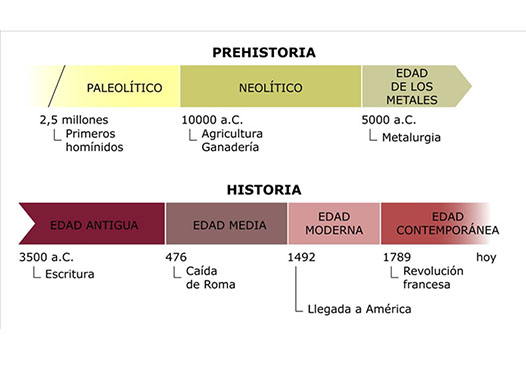 PREHISTORIA
PALEOLÍTICO
NEOLÍTICO
EDAD
DE LOS
METALES
2,5 millones
Primeros
homínidos
10000 a.C.
Agricultura
Ganadería
5000 a.C.
Metalurgia
HISTORIA
EDAD ANTIGUA
EDAD MEDIA
EDAD
MODERNA
EDAD
CONTEMPORÁNEA
3500 a.C.
Escritura
476
Caída
de Roma
1492
Llegada a América
1789
Revolución
francesa
hoy